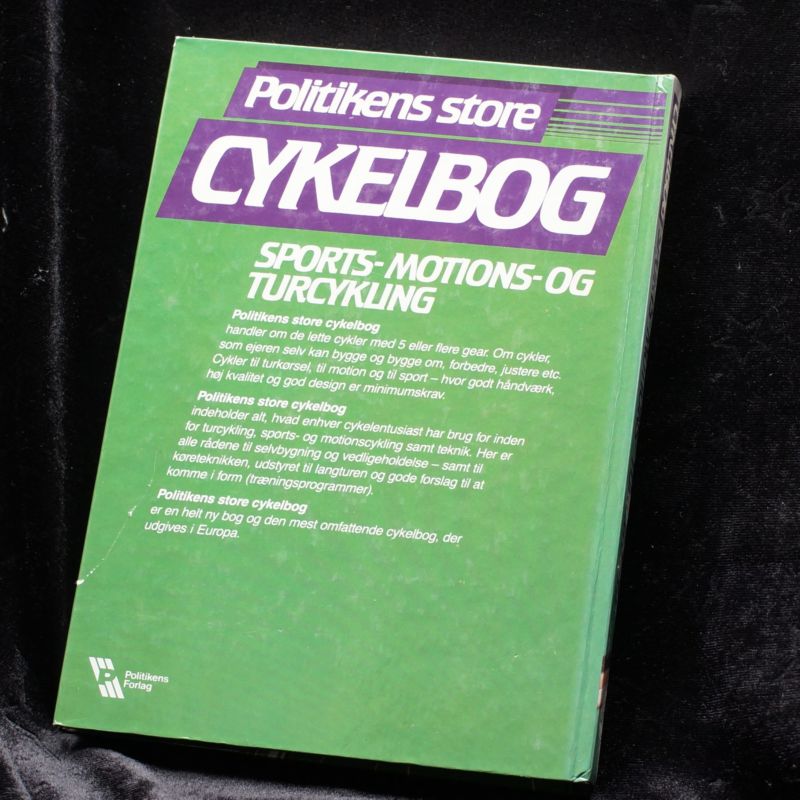 Politikens store
CYKELBOG
SPORTS- MOTIONS- OG
TURCYKLING
Politikens store cykelbog
handler om de lette cykler med 5 eller flere gear. Om cykler,
som ejeren selv kan bygge og bygge om, forbedre, justere etc.
Cykler til turkørsel, til motion og til sport – hvor godt håndværk,
høj kvalitet og god design er minimumskrav.
Politikens store cykelbog
indeholder alt, hvad enhver cykelentusiast har brug for inden
for turcykling, sports- og motionscykling samt teknik. Her er
alle rådene til selvbygning og vedligeholdelse – samt til
køreteknikken, udstyret til langturen og gode forslag til at
komme i form (træningsprogrammer).
Politikens store cykelbog
er en helt ny bog og den mest omfattende cykelbog, der
udgives i Europa.
Politikens
Forlag